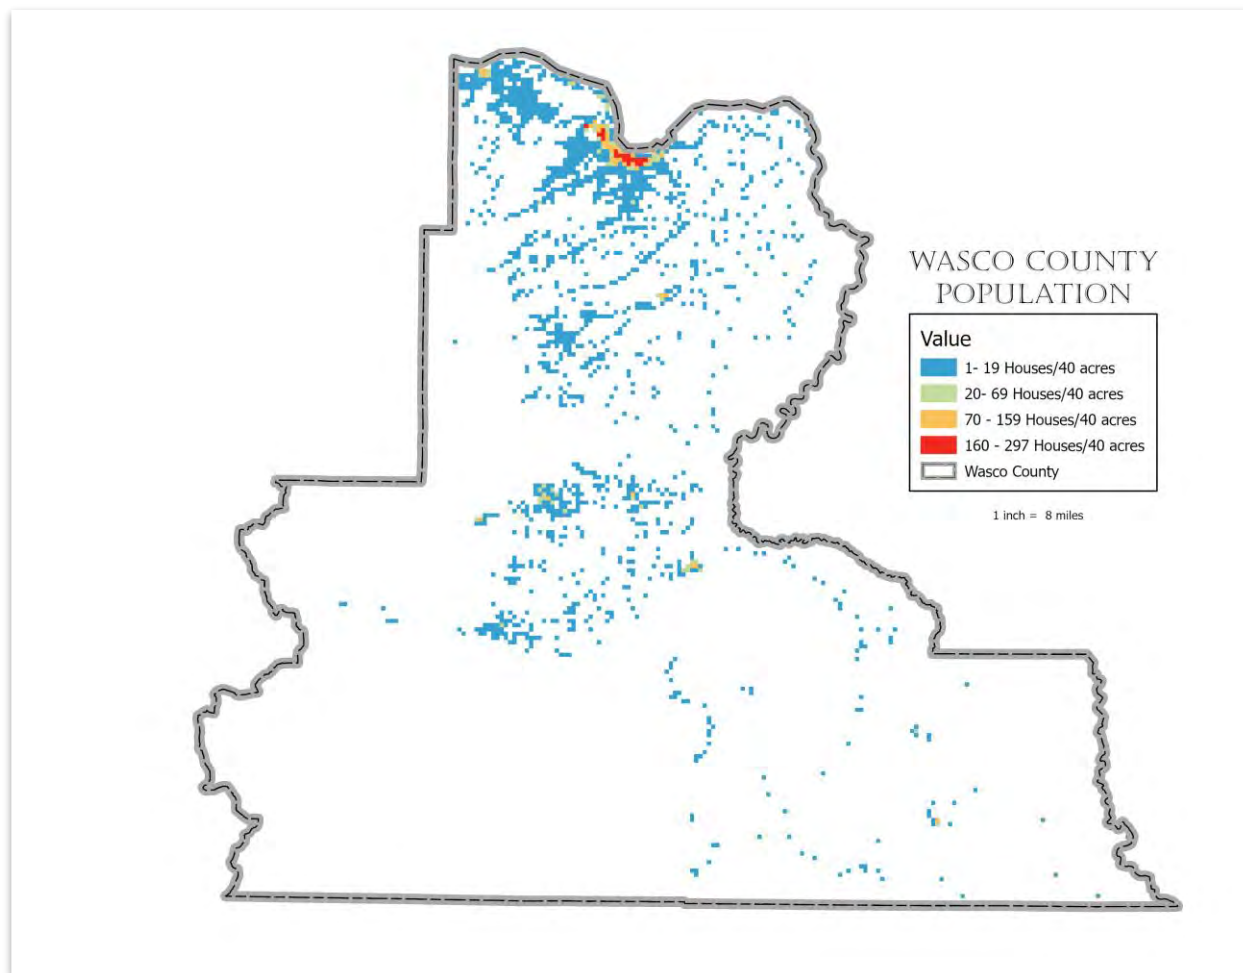 WASCO COUNTY
POPULATION
Value
1- 19 Houses/40 acres
20- 69 Houses/40 acres
70 - 159 Houses/40 acres
160 - 297 Houses/40 acres
Wasco County
1 inch = 8 miles